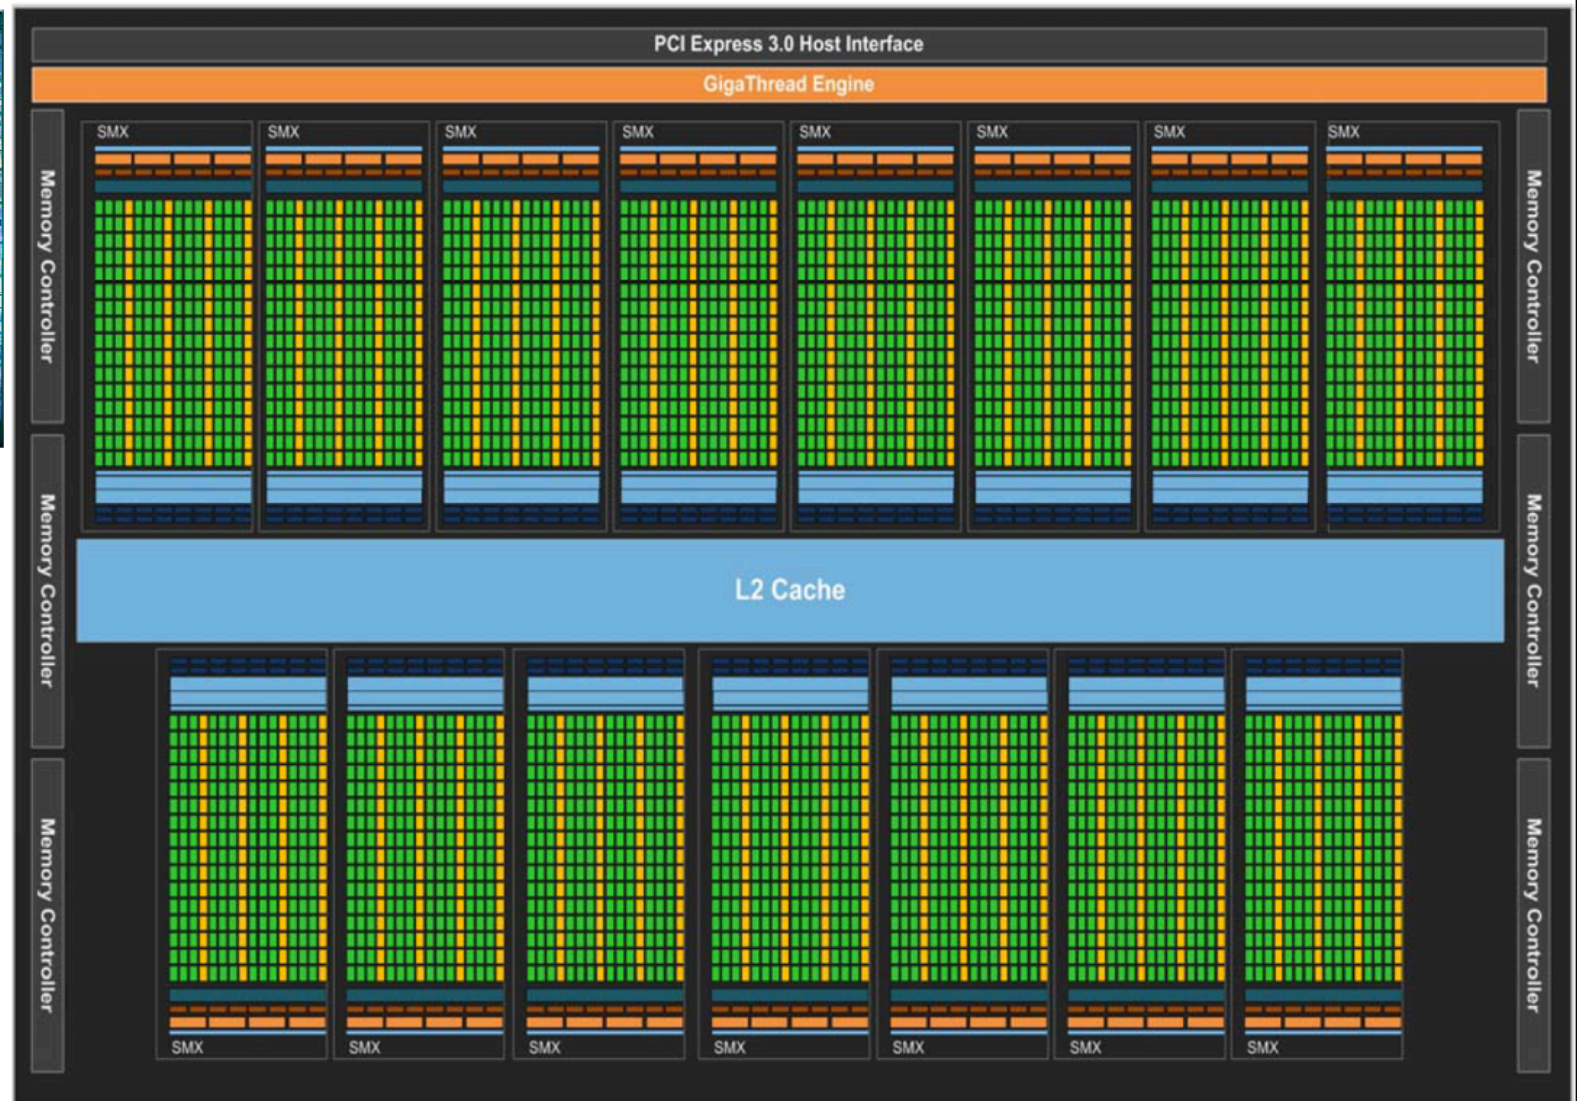 PCI Express 3.0 Host Interface
GigaThread Engine
Memory Controller
SMX SMX SMX SMX SMX SMX SMX SMX
Memory Controller
Memory Controller
L2 Cache
Memory Controller
Memory Controller
SMX SMX SMX SMX SMX SMX SMX
Memory Controller